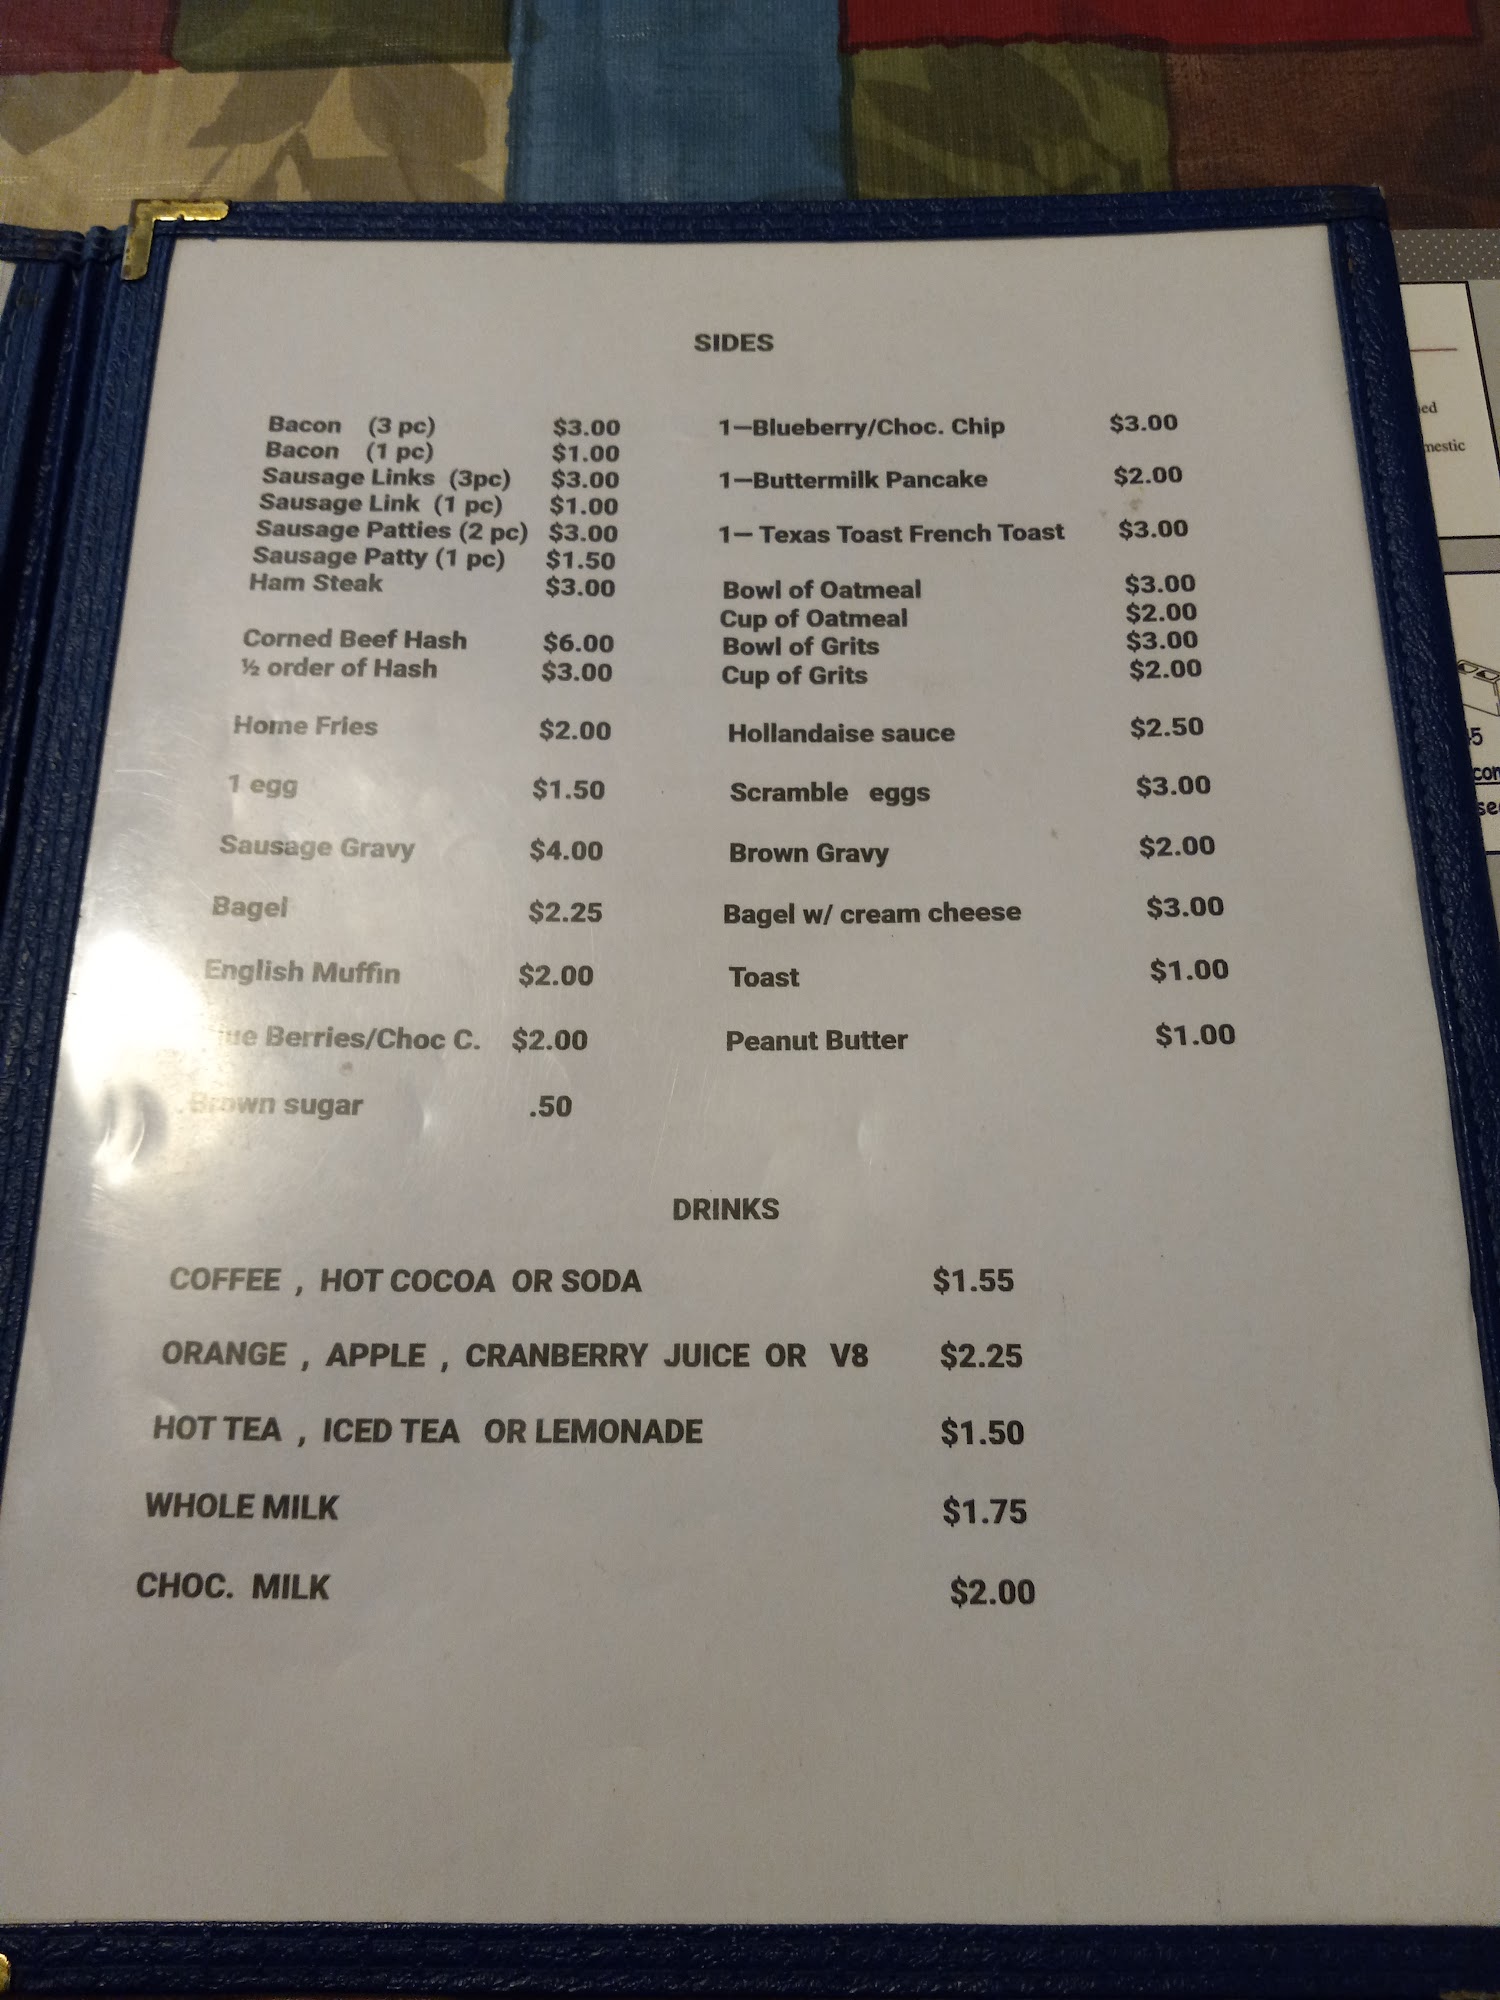 SIDES
Bacon (3 pc) $3.00
Bacon (1 pc) $1.00
Sausage Links (3pc) $3.00
Sausage Link (1 pc) $1.00
Sausage Patties (2 pc) $3.00
Sausage Patty (1 pc) $1.50
Ham Steak $3.00
Corned Beef Hash $6.00
½ order of Hash $3.00
Home Fries $2.00
1 egg $1.50
Sausage Gravy $4.00
Bagel $2.25
English Muffin $2.00
Berries/Choc C. $2.00
Brown sugar .50
1—Blueberry/Choc. Chip $3.00
1—Buttermilk Pancake $2.00
1— Texas Toast French Toast $3.00
Bowl of Oatmeal $3.00
Cup of Oatmeal $2.00
Bowl of Grits $3.00
Cup of Grits $2.00
Hollandaise sauce $2.50
Scramble eggs $3.00
Brown Gravy $2.00
Bagel w/ cream cheese $3.00
Toast $1.00
Peanut Butter $1.00
DRINKS
COFFEE , HOT COCOA OR SODA $1.55
ORANGE , APPLE , CRANBERRY JUICE OR V8 $2.25
HOT TEA , ICED TEA OR LEMONADE $1.50
WHOLE MILK $1.75
CHOC. MILK $2.00